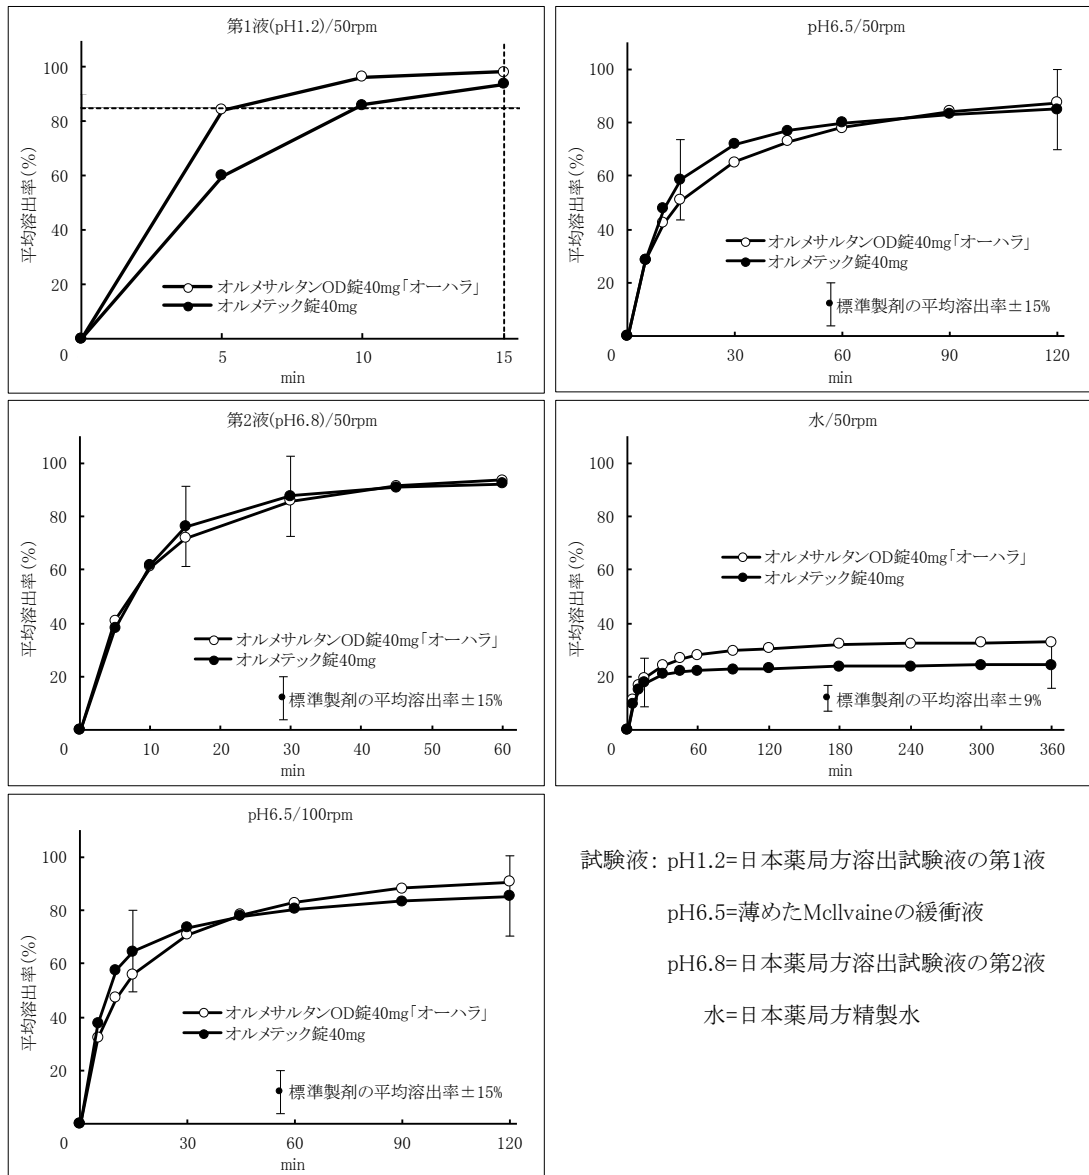 第1液(pH1.2)/50rpm
平均溶出率(%)
100
80
60
40
20
0
5
10
15
min
オルメサルタンOD錠40mg「オーハラ」
オルメテック錠40mg
pH6.5/50rpm
平均溶出率(%)
100
80
60
40
20
0
30
60
90
120
min
オルメサルタンOD錠40mg「オーハラ」
オルメテック錠40mg
標準製剤の平均溶出率±15%
第2液(pH6.8)/50rpm
平均溶出率(%)
100
80
60
40
20
0
10
20
30
40
50
60
min
オルメサルタンOD錠40mg「オーハラ」
オルメテック錠40mg
標準製剤の平均溶出率±15%
水/50rpm
平均溶出率(%)
100
80
60
40
20
0
60
120
180
240
300
360
min
オルメサルタンOD錠40mg「オーハラ」
オルメテック錠40mg
標準製剤の平均溶出率±9%
pH6.5/100rpm
平均溶出率(%)
100
80
60
40
20
0
30
60
90
120
min
オルメサルタンOD錠40mg「オーハラ」
オルメテック錠40mg
標準製剤の平均溶出率±15%
試験液: pH1.2=日本薬局方溶出試験液の第1液
pH6.5=薄めたMcllvaineの緩衝液
pH6.8=日本薬局方溶出試験液の第2液
水=日本薬局方精製水